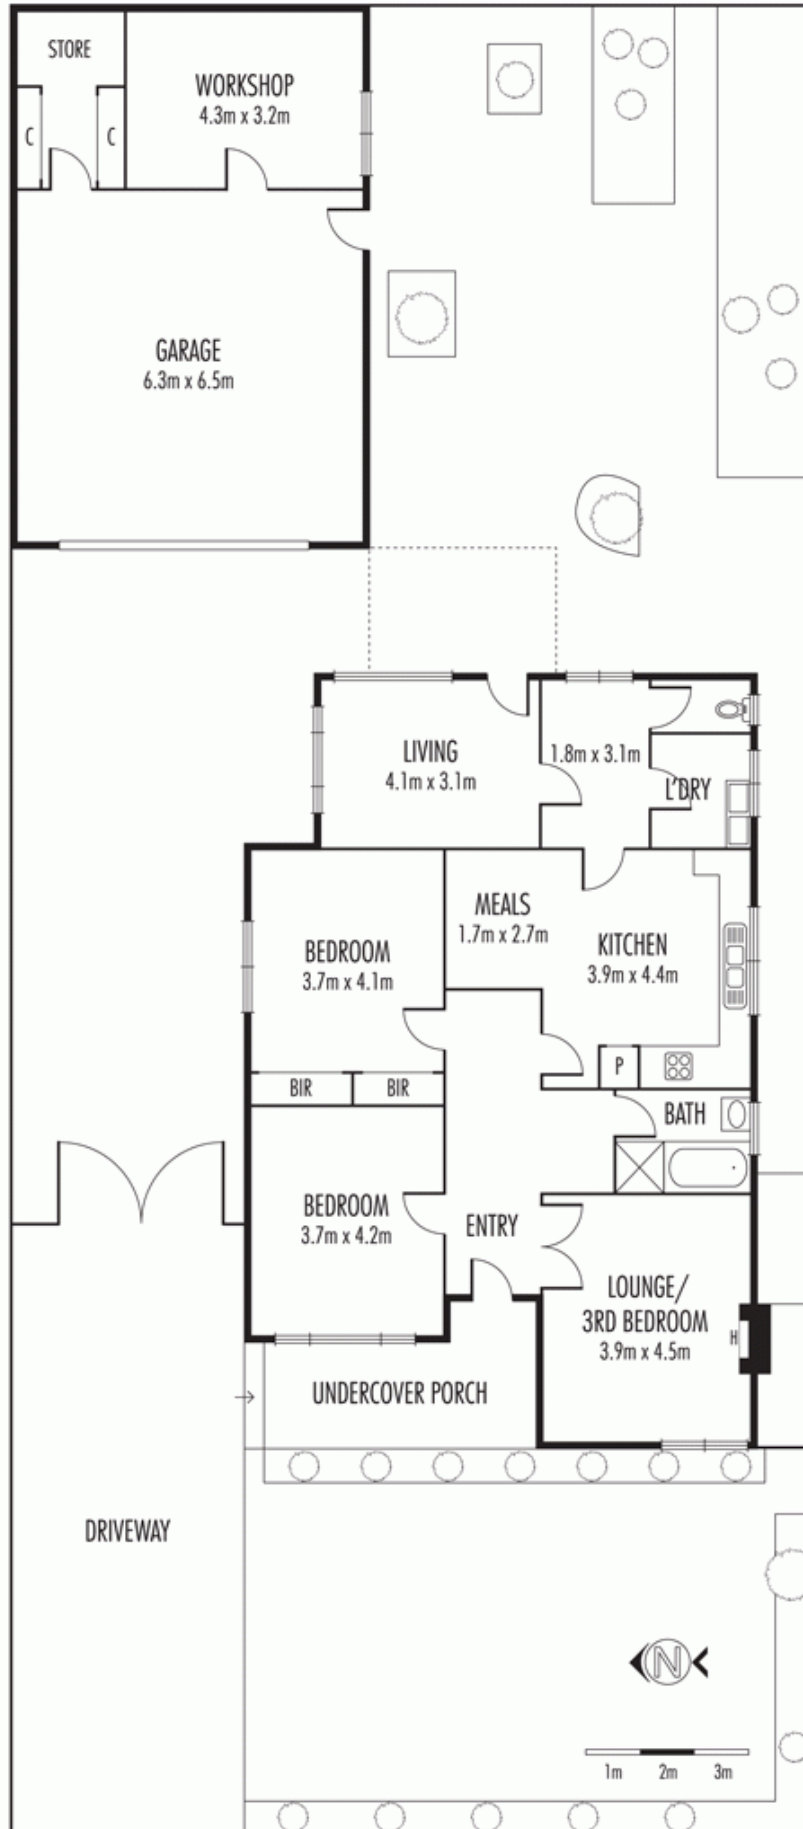 STORE
WORKSHOP
4.3m x 3.2m
C
C
GARAGE
6.3m x 6.5m
LIVING
4.1m x 3.1m
1.8m x 3.1m
L'DRY
MEALS
1.7m x 2.7m
BEDROOM
3.7m x 4.1m
KITCHEN
3.9m x 4.4m
P
BIR
BIR
BATH
BEDROOM
3.7m x 4.2m
ENTRY
LOUNGE/
3RD BEDROOM
3.9m x 4.5m
H
UNDERCOVER PORCH
DRIVEWAY
N
1m 2m 3m